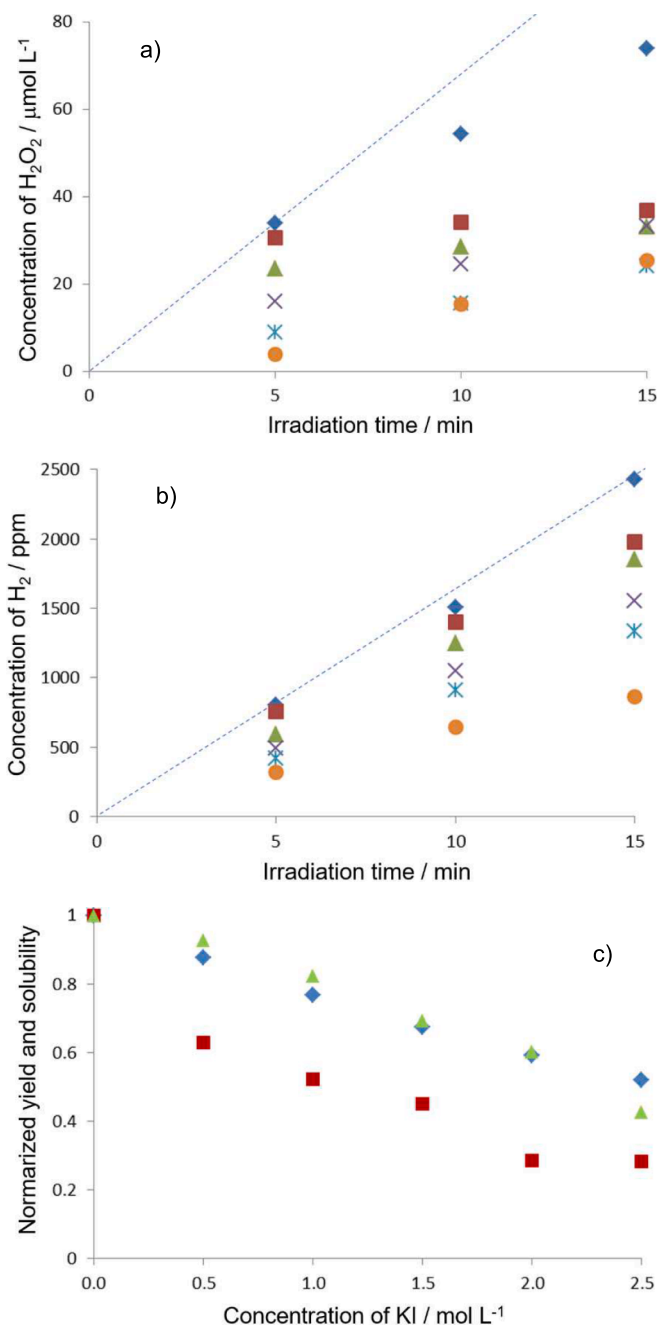 a)
Concentration of H₂O₂ / μmol L⁻¹
80
60
40
20
0
0 5 10 15
Irradiation time / min
b)
Concentration of H₂ / ppm
2500
2000
1500
1000
500
0
0 5 10 15
Irradiation time / min
c)
Normarized yield and solubility
1
0.8
0.6
0.4
0.2
0
0.0 0.5 1.0 1.5 2.0 2.5
Concentration of KI / mol L⁻¹